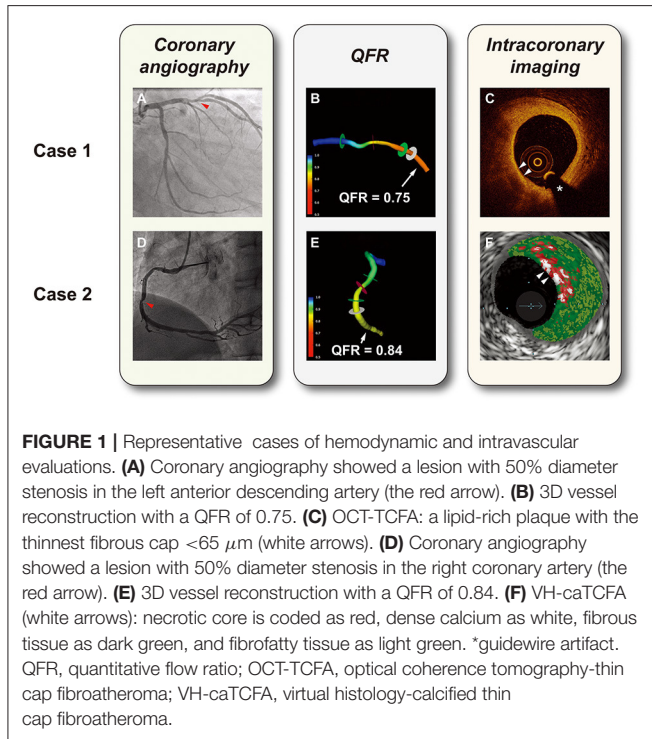 Coronary angiography
QFR
Intracoronary imaging
Case 1
A
B
QFR = 0.75
C
*
Case 2
D
E
QFR = 0.84
F
FIGURE 1 | Representative cases of hemodynamic and intravascular
evaluations. (A) Coronary angiography showed a lesion with 50% diameter
stenosis in the left anterior descending artery (the red arrow). (B) 3D vessel
reconstruction with a QFR of 0.75. (C) OCT-TCFA: a lipid-rich plaque with the
thinnest fibrous cap <65 μm (white arrows). (D) Coronary angiography
showed a lesion with 50% diameter stenosis in the right coronary artery (the
red arrow). (E) 3D vessel reconstruction with a QFR of 0.84. (F) VH-caTCFA
(white arrows): necrotic core is coded as red, dense calcium as white, fibrous
tissue as dark green, and fibrofatty tissue as light green. *guidewire artifact.
QFR, quantitative flow ratio; OCT-TCFA, optical coherence tomography-thin
cap fibroatheroma; VH-caTCFA, virtual histology-calcified thin
cap fibroatheroma.